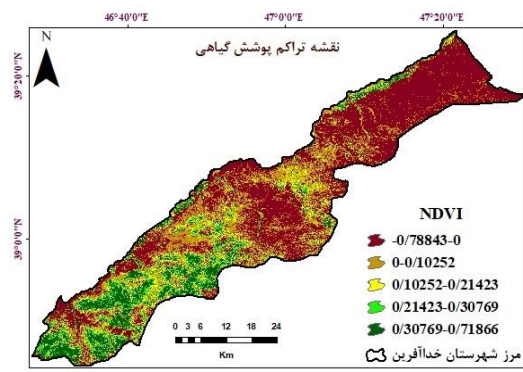 46°40'0"E 47°0'0"E 47°20'0"E
N
نقشه تراکم پوشش گیاهی
39°20'0"N
39°0'0"N
NDVI
-0/78843-0
0-0/10252
0/10252-0/21423
0/21423-0/30769
0/30769-0/71866
مرز شهرستان خداآفرین
0 3 6 12 18 24
Km